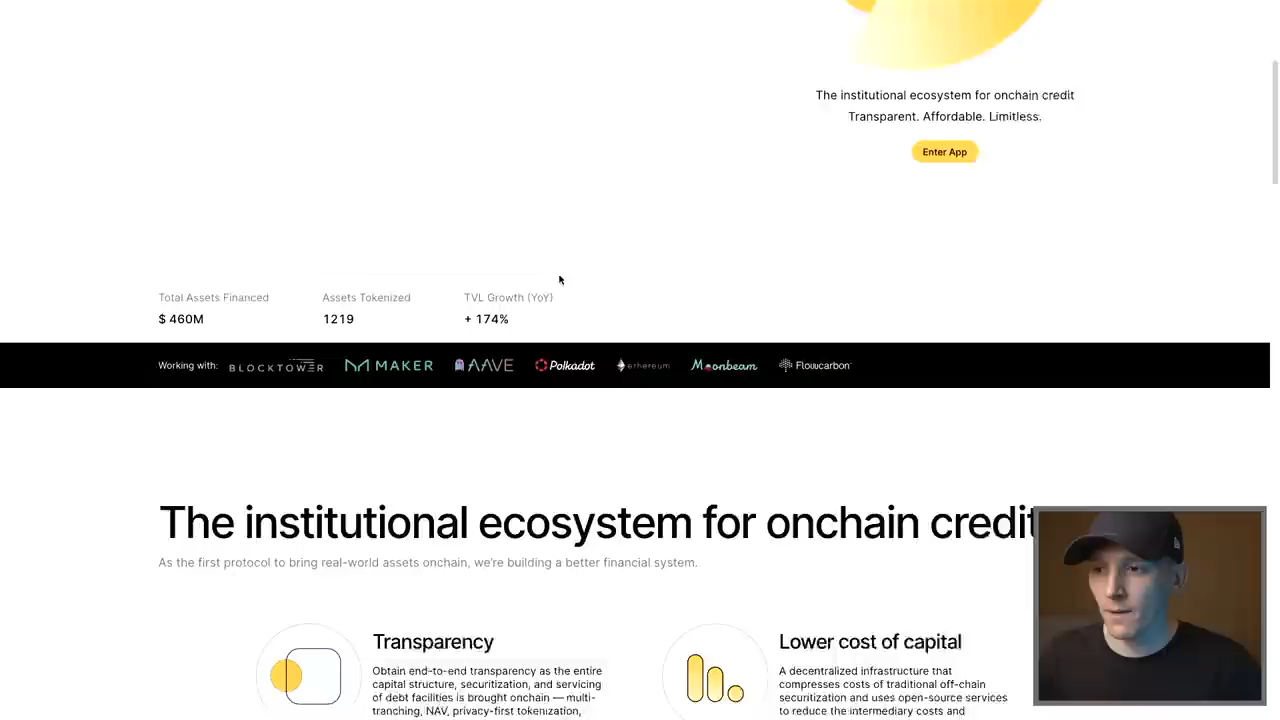 The institutional ecosystem for onchain credit
Transparent. Affordable. Limitless.
Enter App
Total Assets Financed
Assets Tokenized
TVL Growth (YoY)
$ 460M
1219
+ 174%
Working with:
BLOCKTOWER
MAKER
AAVE
Polkadot
ethereum
Moonbeam
Flowcarbon
The institutional ecosystem for onchain credit
As the first protocol to bring real-world assets onchain, we're building a better financial system.
Transparency
Obtain end-to-end transparency as the entire
capital structure, securitization, and servicing
of debt facilities is brought onchain — multi-
tranching, NAV, privacy-first tokenization,
Lower cost of capital
A decentralized infrastructure that
compresses costs of traditional off-chain
securitization and uses open-source services
to reduce the intermediary costs and